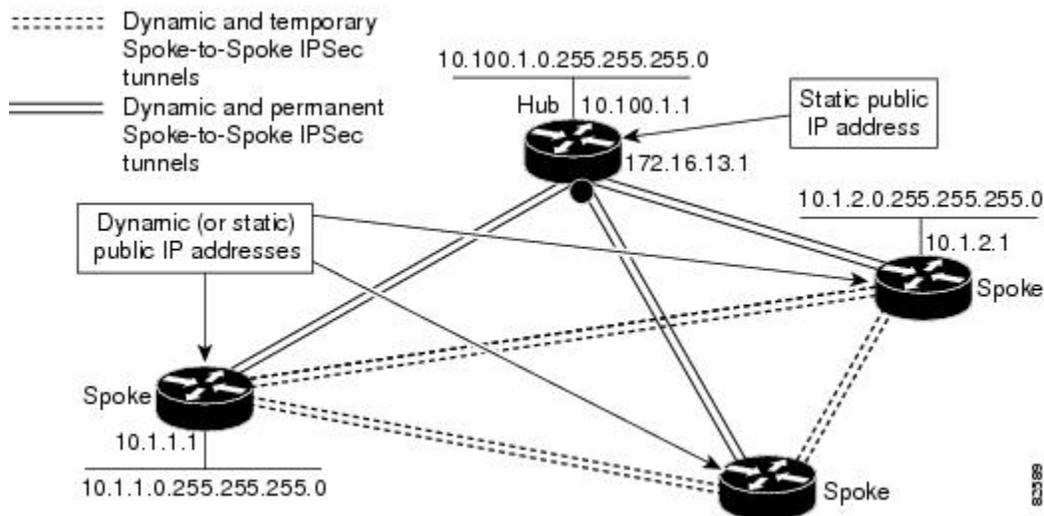 Dynamic and temporary
Spoke-to-Spoke IPSec
tunnels
Dynamic and permanent
Spoke-to-Spoke IPSec
tunnels
10.100.1.0.255.255.255.0
Hub
10.100.1.1
Static public
IP address
172.16.13.1
Dynamic (or static)
public IP addresses
10.1.2.0.255.255.255.0
10.1.2.1
Spoke
Spoke
10.1.1.1
10.1.1.0.255.255.255.0
Spoke
82589